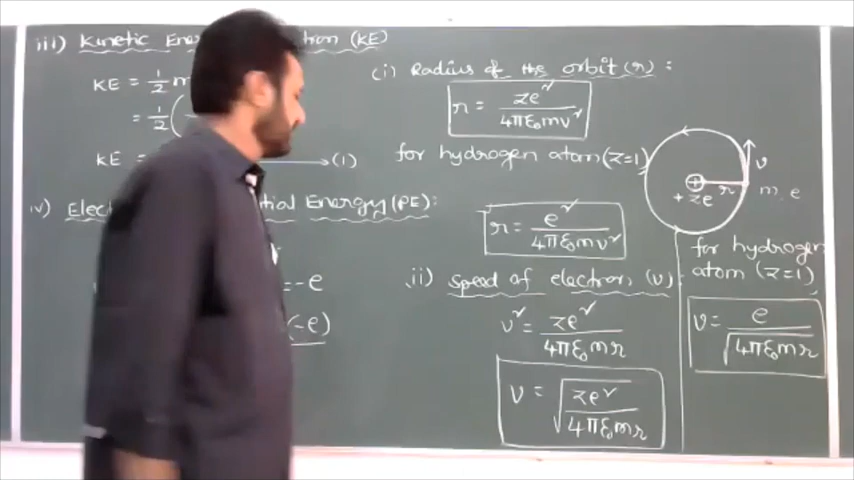 iii) Kinetic Ene tron (KE)
KE = 1/2 m
= 1/2 (
KE = → (1)
iv) Elec tial Energy (PE):
= -e
(-e)
(i) Radius of the orbit (r) :
r = ze² / 4πε₀mv²
for hydrogen atom (z=1)
r = e² / 4πε₀mv²
ii) Speed of electron (v) :
v² = ze² / 4πε₀mr
v = √(ze² / 4πε₀mr)
v
r
+ ze
m, e
for hydrogen
atom (z=1)
v = e / √(4πε₀mr)